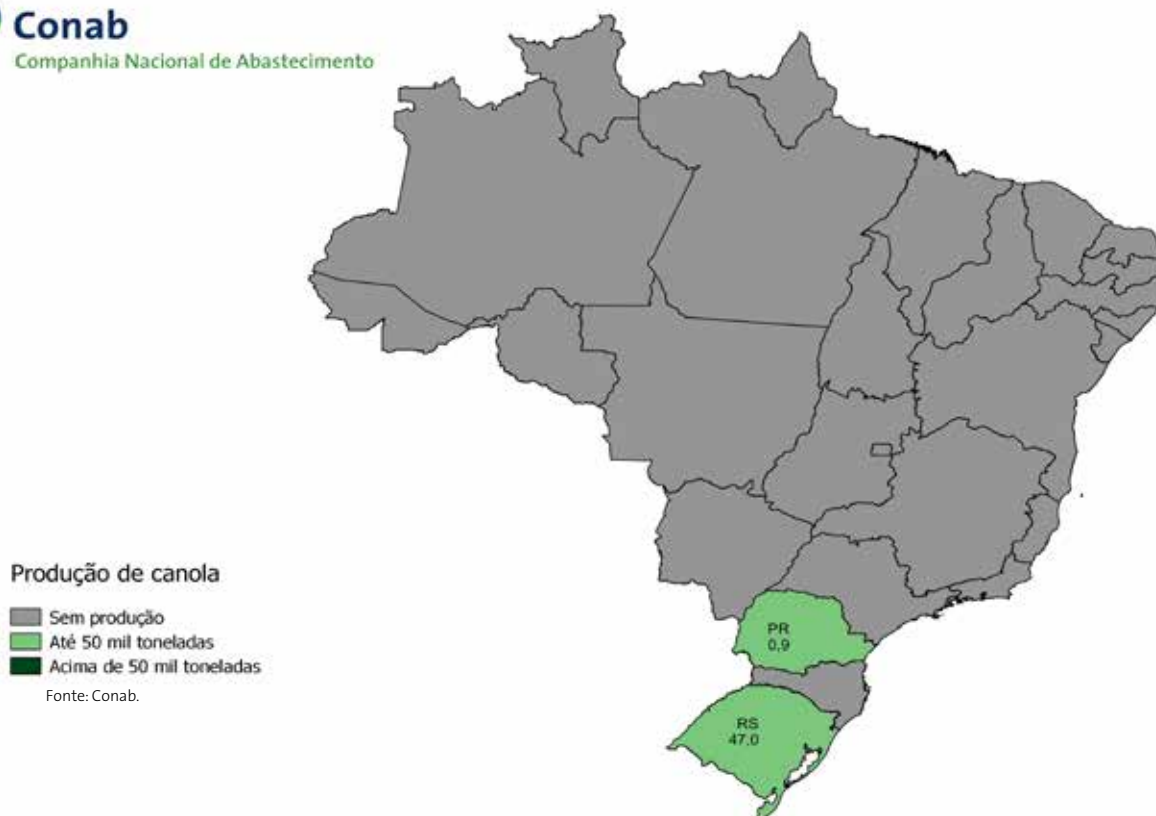 Conab
Companhia Nacional de Abastecimento
Produção de canola
Sem produção
Até 50 mil toneladas
Acima de 50 mil toneladas
Fonte: Conab.
PR
0,9
RS
47,0